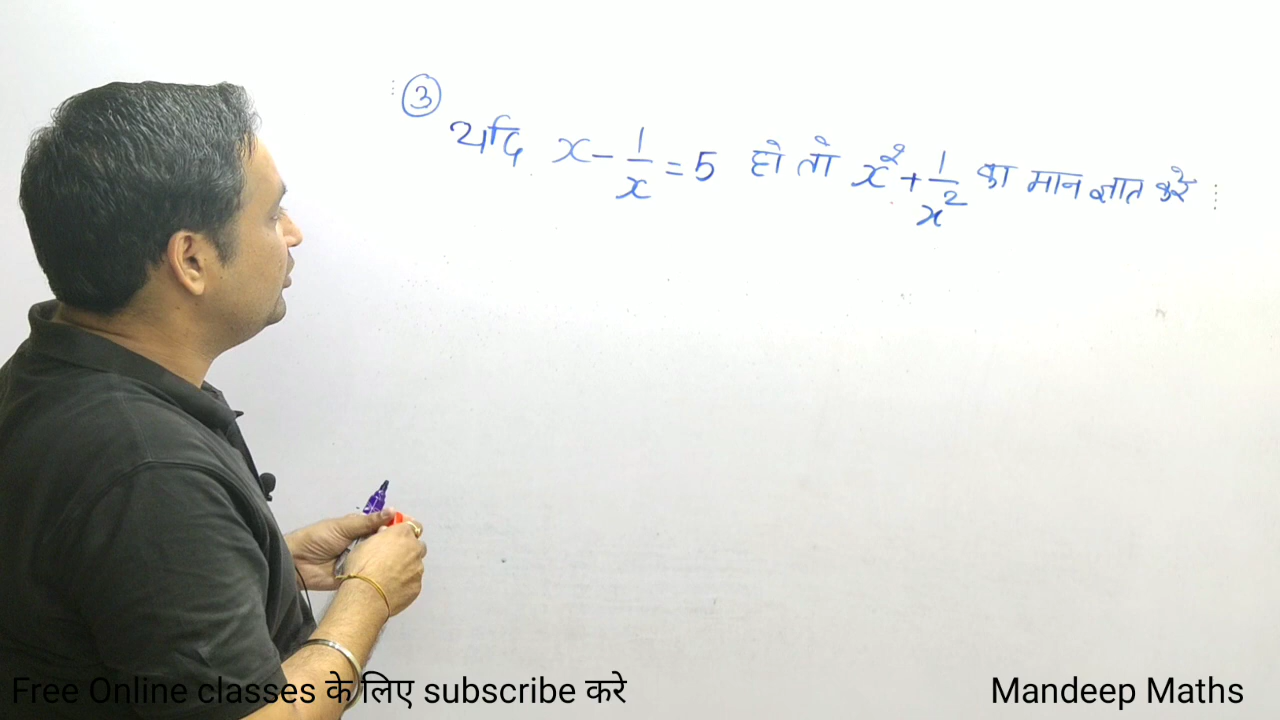 ③
यदि x - 1/x = 5 हो तो x² + 1/x² का मान ज्ञात करें
Free Online classes के लिए subscribe करे
Mandeep Maths